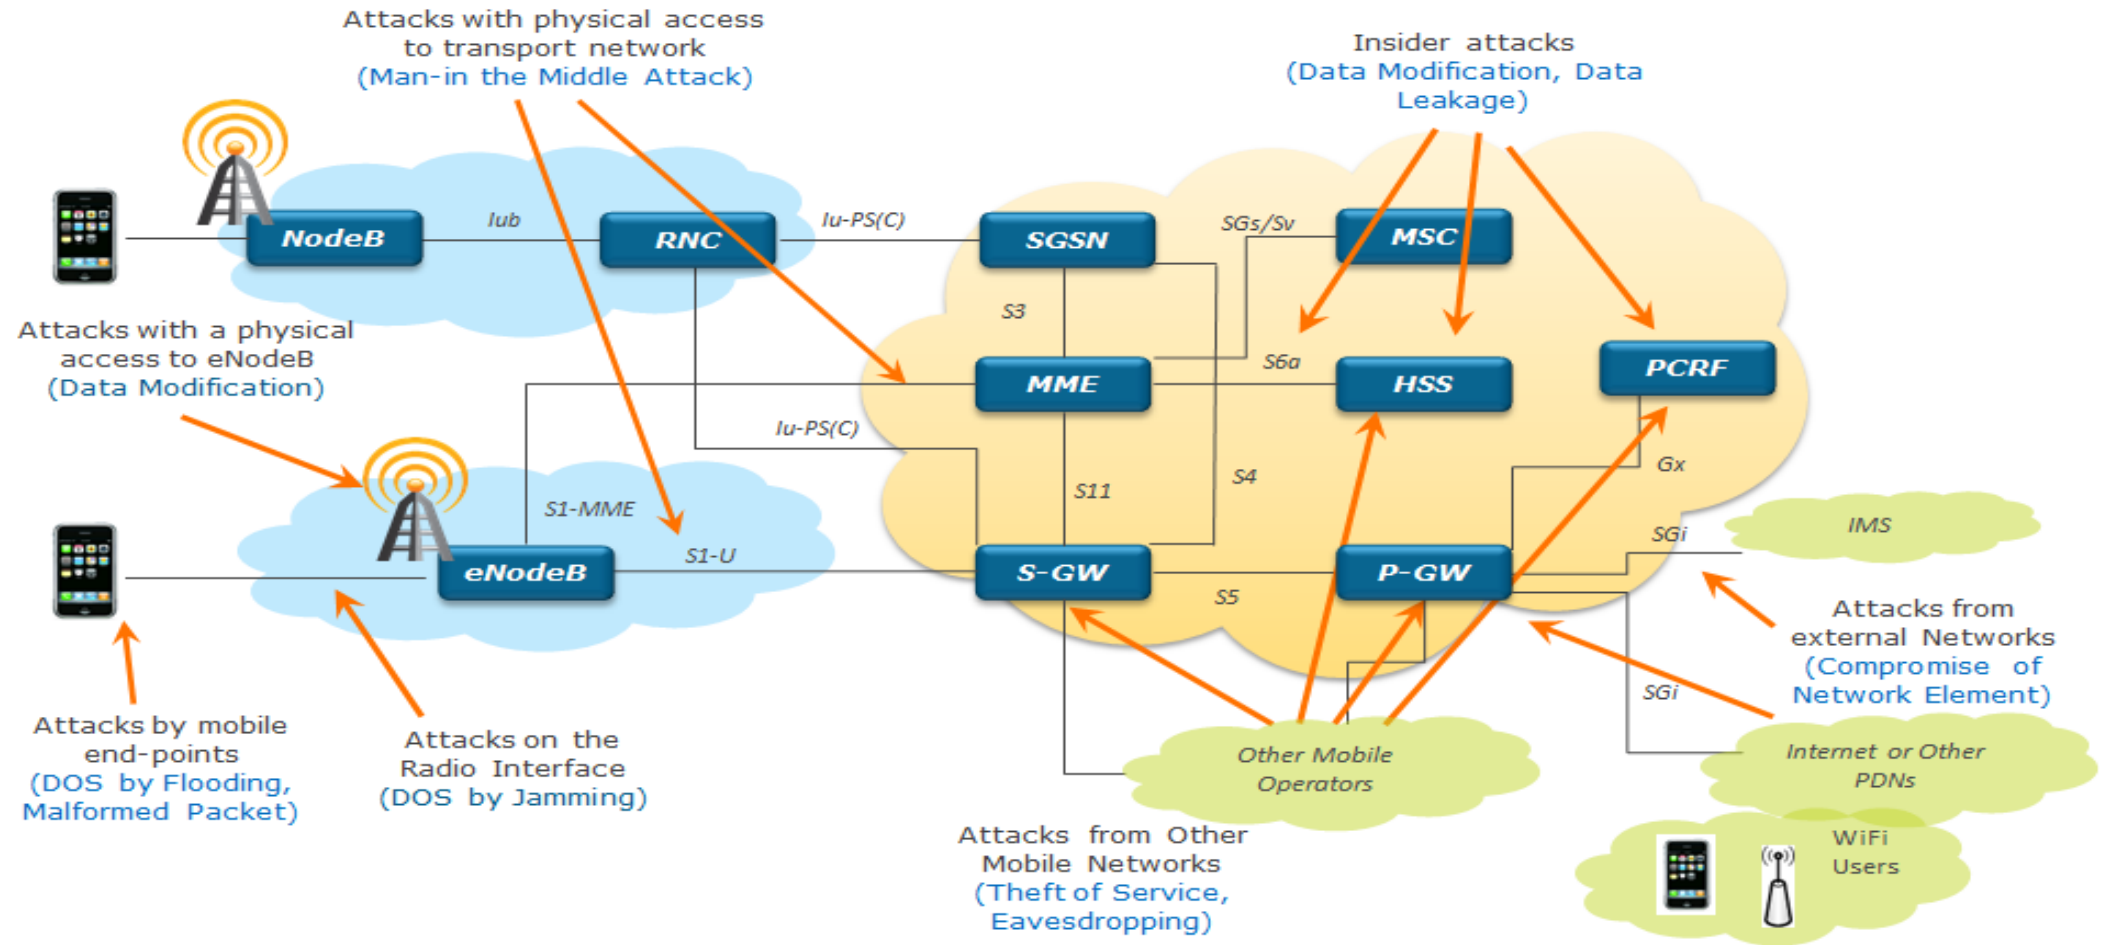 Attacks with physical access
to transport network
(Man-in the Middle Attack)
Insider attacks
(Data Modification, Data
Leakage)
NodeB
Iub
RNC
Iu-PS(C)
SGSN
SGs/Sv
MSC
S3
Attacks with a physical
access to eNodeB
(Data Modification)
MME
S6a
HSS
PCRF
Iu-PS(C)
S1-MME
S11
S4
Gx
IMS
SGi
eNodeB
S1-U
S-GW
S5
P-GW
Attacks from
external Networks
(Compromise of
Network Element)
SGi
Attacks by mobile
end-points
(DOS by Flooding,
Malformed Packet)
Attacks on the
Radio Interface
(DOS by Jamming)
Other Mobile
Operators
Internet or Other
PDNs
Attacks from Other
Mobile Networks
(Theft of Service,
Eavesdropping)
WiFi
Users